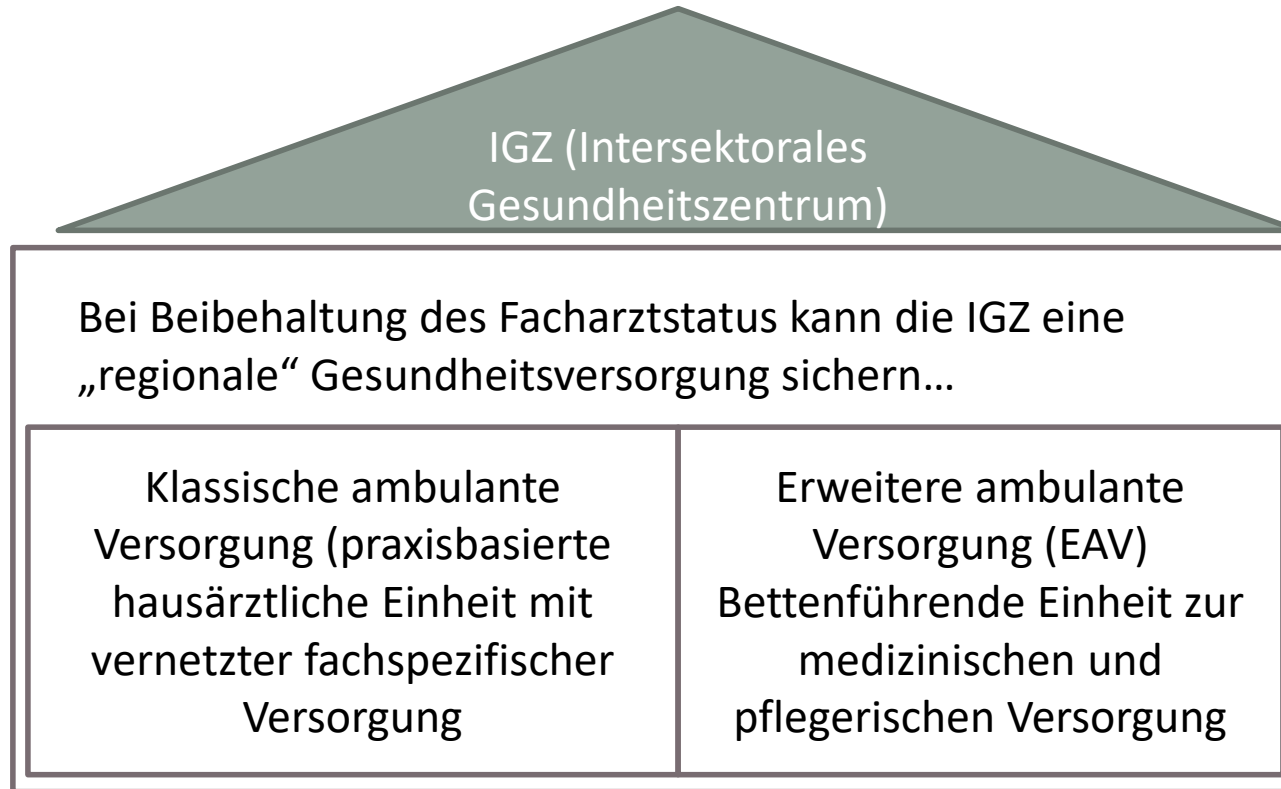 IGZ (Intersektorales
Gesundheitszentrum)
Bei Beibehaltung des Facharztstatus kann die IGZ eine
„regionale“ Gesundheitsversorgung sichern…
Klassische ambulante
Versorgung (praxisbasierte
hausärztliche Einheit mit
vernetzter fachspezifischer
Versorgung
Erweitere ambulante
Versorgung (EAV)
Bettenführende Einheit zur
medizinischen und
pflegerischen Versorgung